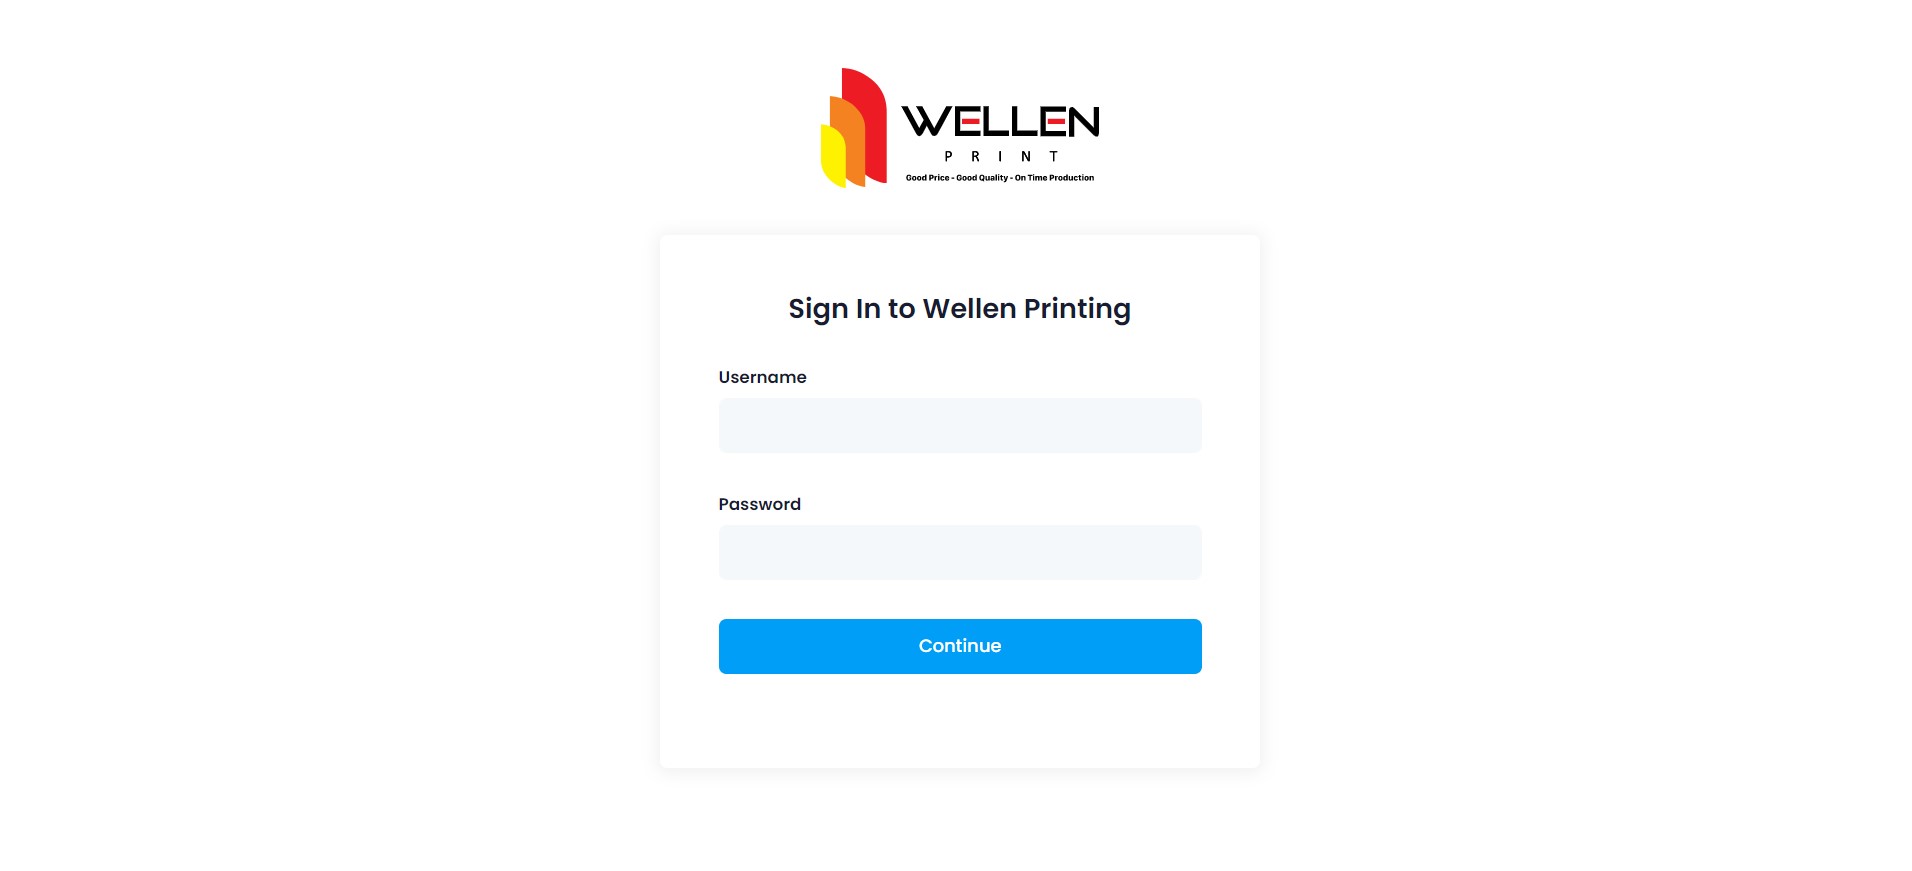 WELLEN
PRINT
Good Price - Good Quality - On Time Production
Sign In to Wellen Printing
Username
Password
Continue